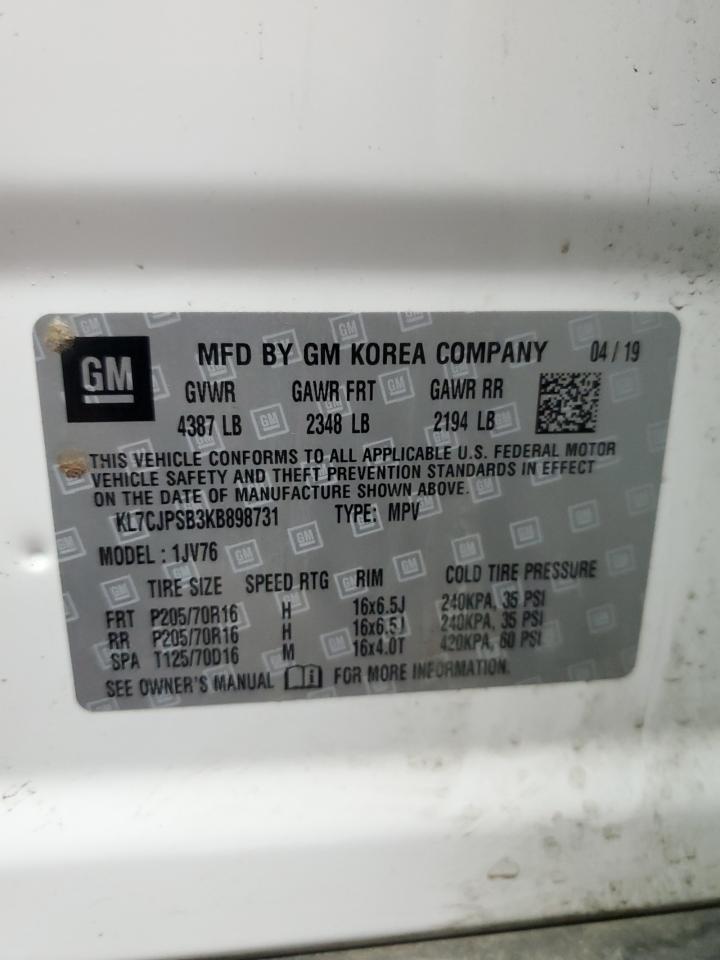 GM MFD BY GM KOREA COMPANY 04 / 19
GVWR GAWR FRT GAWR RR
4387 LB 2348 LB 2194 LB
THIS VEHICLE CONFORMS TO ALL APPLICABLE U.S. FEDERAL MOTOR
VEHICLE SAFETY AND THEFT PREVENTION STANDARDS IN EFFECT
ON THE DATE OF MANUFACTURE SHOWN ABOVE.
KL7CJPSB3KB898731 TYPE: MPV
MODEL : 1JV76
TIRE SIZE SPEED RTG RIM COLD TIRE PRESSURE
FRT P205/70R16 H 16x6.5J 240KPA, 35 PSI
RR P205/70R16 H 16x6.5J 240KPA, 35 PSI
SPA T125/70D16 M 16x4.0T 420KPA, 60 PSI
SEE OWNER'S MANUAL i FOR MORE INFORMATION.